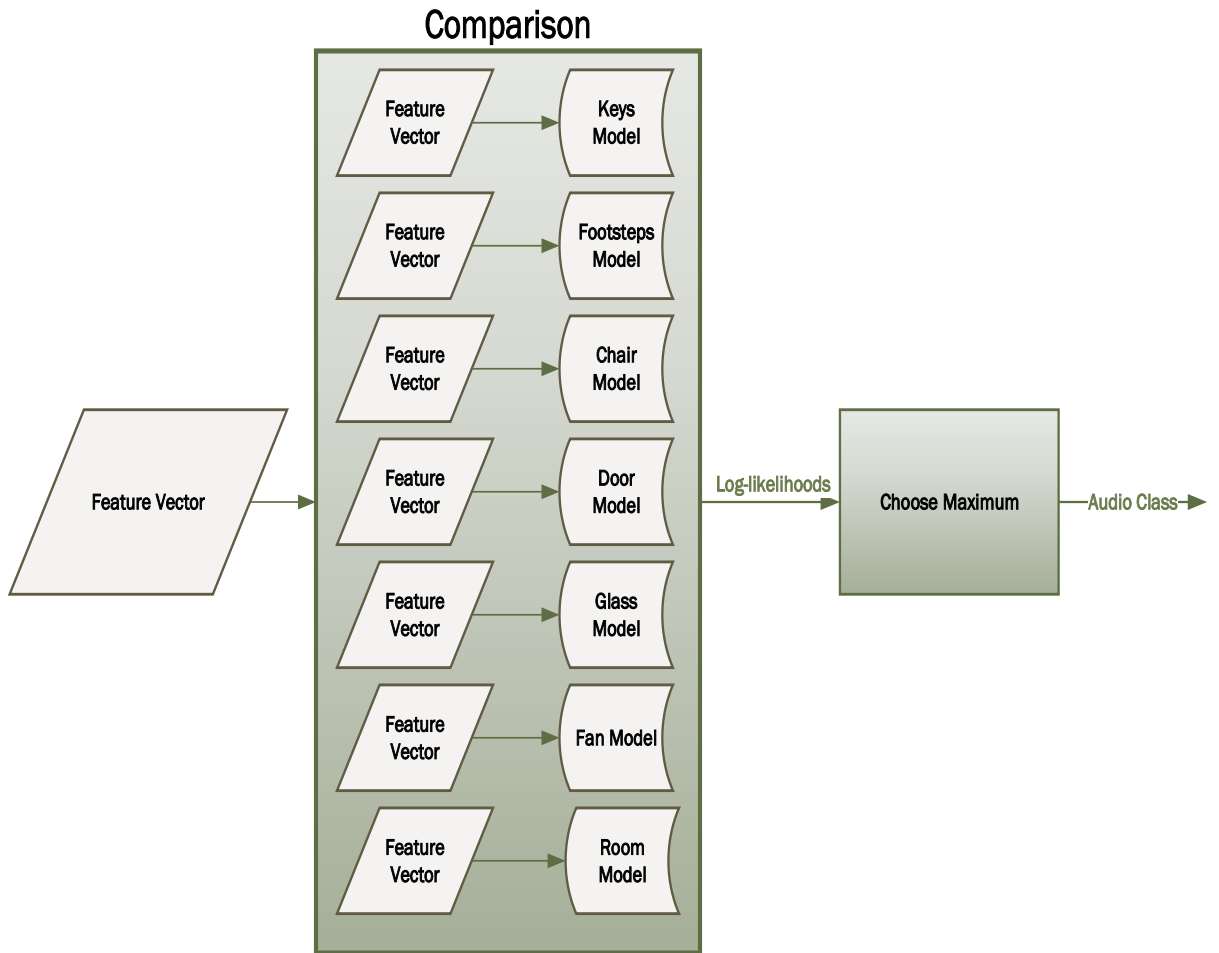 Comparison
Feature
Vector
Keys
Model
Feature
Vector
Footsteps
Model
Feature
Vector
Chair
Model
Feature Vector
Feature
Vector
Door
Model
Log-likelihoods
Choose Maximum
Audio Class
Feature
Vector
Glass
Model
Feature
Vector
Fan Model
Feature
Vector
Room
Model